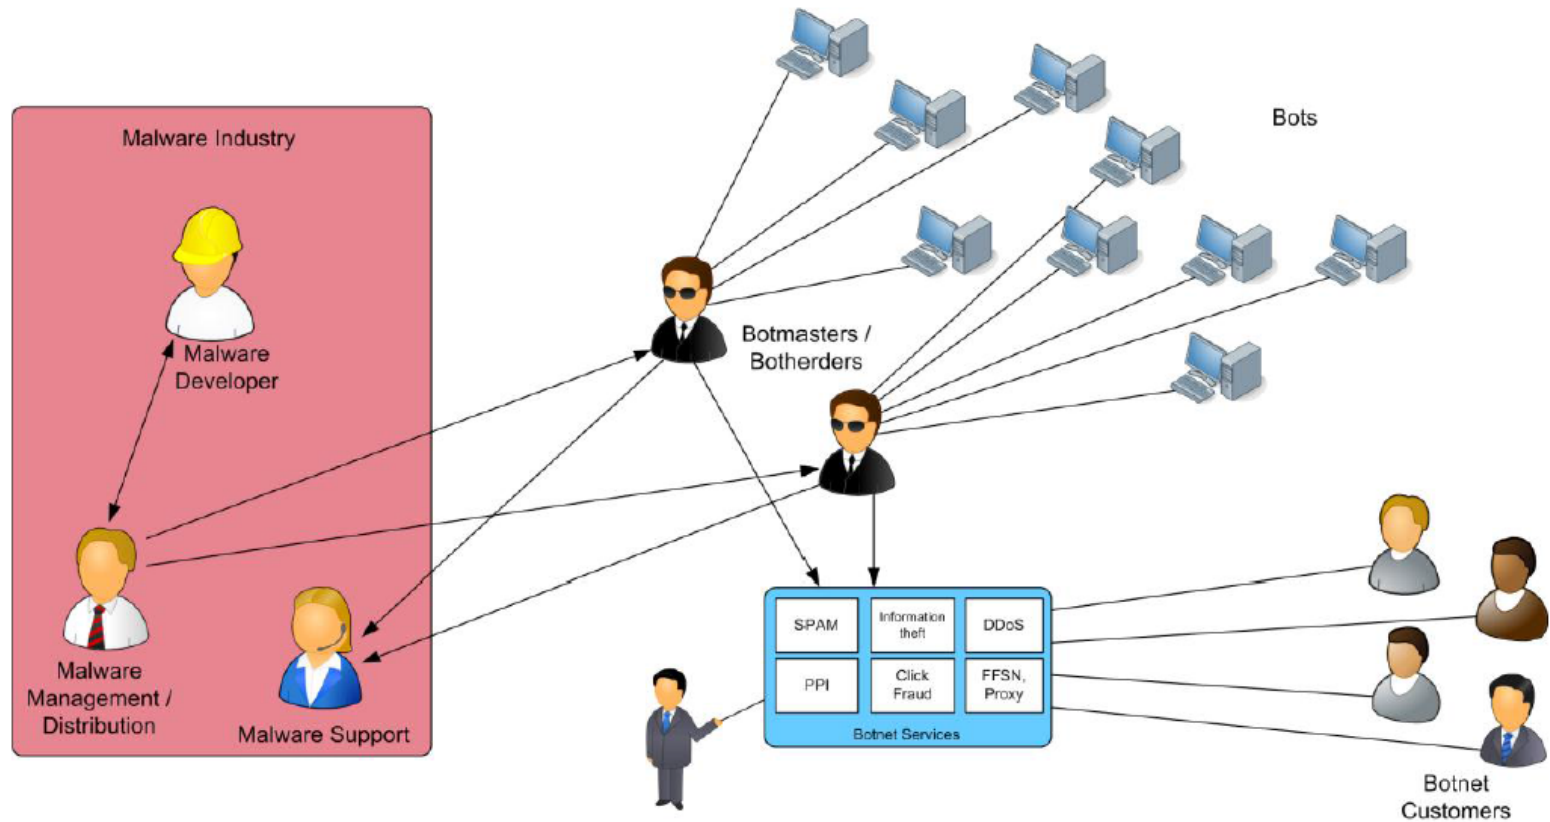 Malware Industry
Malware
Developer
Malware
Management /
Distribution
Malware Support
Botmasters /
Botherders
Bots
SPAM
Information
theft
DDoS
PPI
Click
Fraud
FFSN,
Proxy
Botnet Services
Botnet
Customers